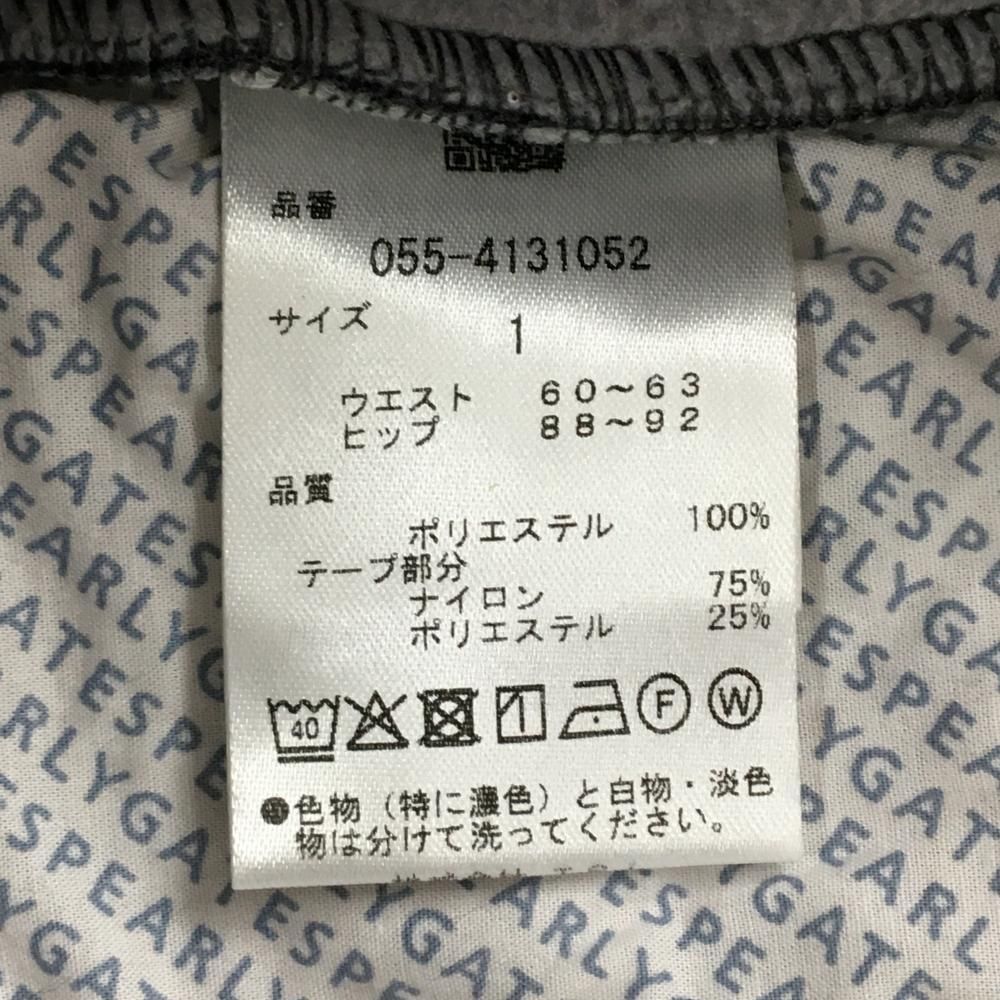 品番
055-4131052
サイズ 1
ウエスト 60～63
ヒップ 88～92
品質
ポリエステル 100%
テープ部分
ナイロン 75%
ポリエステル 25%
40 F W
●色物（特に濃色）と白物・淡色
物は分けて洗ってください。
PEARLY GATES